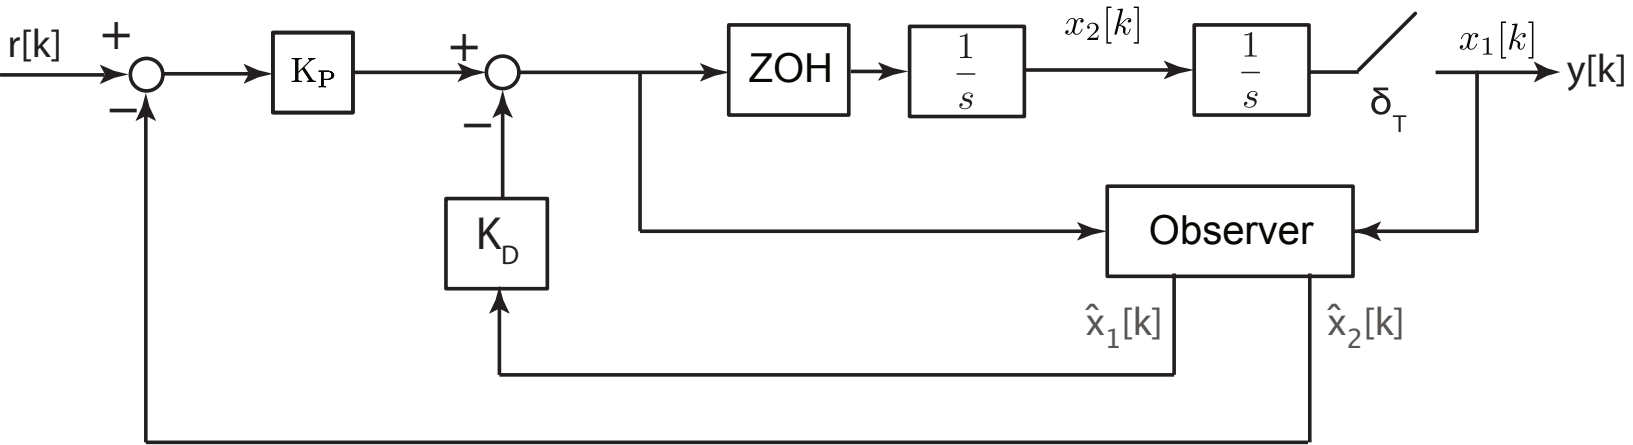 r[k]
+
−
K_P
+
−
K_D
ZOH
1
s
x_2[k]
1
s
δ_T
x_1[k]
y[k]
Observer
x̂_1[k]
x̂_2[k]